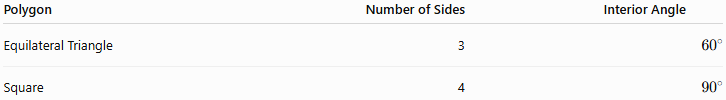 Polygon Number of Sides Interior Angle
Equilateral Triangle 3 60°
Square 4 90°